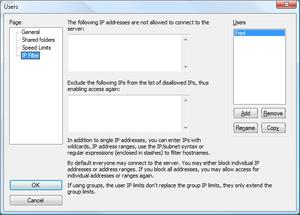 Users
Page:
General
Shared folders
Speed Limits
IP Filter
The following IP addresses are not allowed to connect to the
server:
Exclude the following IPs from the list of disallowed IPs, thus
enabling access again:
In addition to single IP addresses, you can enter IPs with
wildcards, IP address ranges, use the IP/subnet syntax or
regular expressions (enclosed in slashes) to filter hostnames.
By default everyone may connect to the server. You may either block individual IP
addresses or address ranges. If you block all addresses, you may allow access for
individual addresses or ranges again.
If using groups, the user IP limits don't replace the group IP limits, they only extend the
group limits.
Users
Fred
Add
Remove
Rename
Copy
OK
Cancel